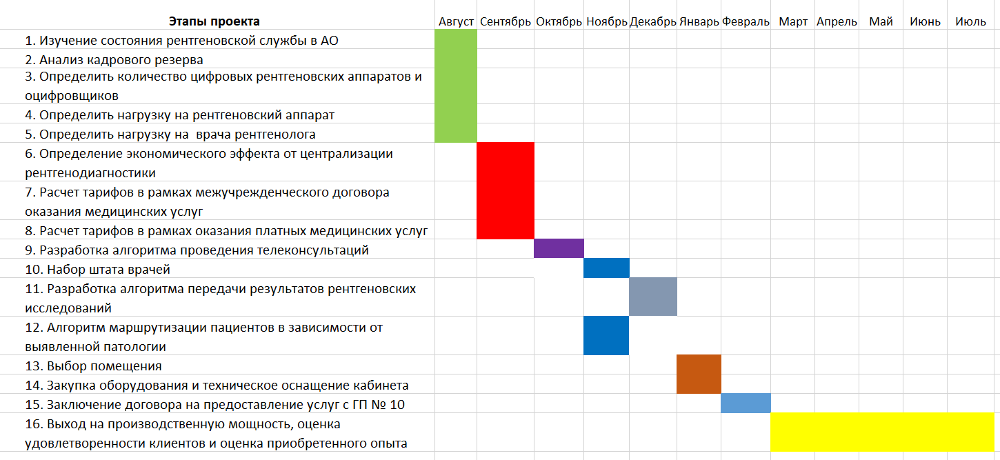 Этапы проекта Август Сентябрь Октябрь Ноябрь Декабрь Январь Февраль Март Апрель Май Июнь Июль
1. Изучение состояния рентгеновской службы в АО
2. Анализ кадрового резерва
3. Определить количество цифровых рентгеновских аппаратов и
оцифровщиков
4. Определить нагрузку на рентгеновский аппарат
5. Определить нагрузку на  врача рентгенолога
6. Определение экономического эффекта от централизации
рентгенодиагностики
7. Расчет тарифов в рамках межучрежденческого договора
оказания медицинских услуг
8. Расчет тарифов в рамках оказания платных медицинских услуг
9. Разработка алгоритма проведения телеконсультаций
10. Набор штата врачей
11. Разработка алгоритма передачи результатов рентгеновских
исследований
12. Алгоритм маршрутизации пациентов в зависимости от
выявленной патологии
13. Выбор помещения
14. Закупка оборудования и техническое оснащение кабинета
15. Заключение договора на предоставление услуг с ГП № 10
16. Выход на производственную мощность, оценка
удовлетворенности клиентов и оценка приобретенного опыта